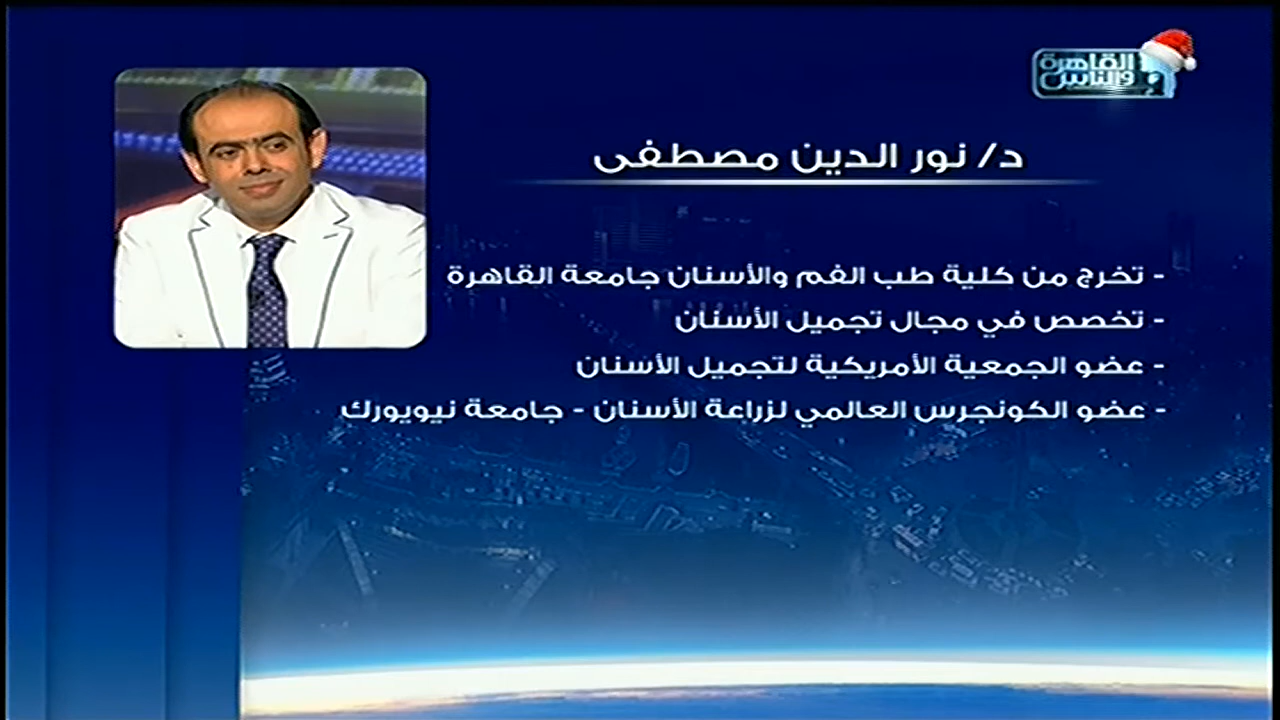 القاهرة
والناس
د/ نور الدين مصطفى
- تخرج من كلية طب الفم والأسنان جامعة القاهرة
- تخصص في مجال تجميل الأسنان
- عضو الجمعية الأمريكية لتجميل الأسنان
- عضو الكونجرس العالمي لزراعة الأسنان - جامعة نيويورك